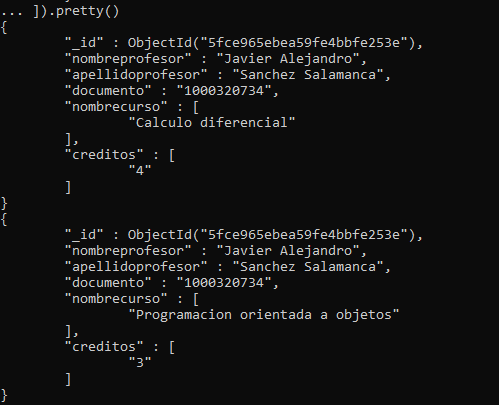 ... ]).pretty()
{
        "_id" : ObjectId("5fce965ebea59fe4bbfe253e"),
        "nombreprofesor" : "Javier Alejandro",
        "apellidoprofesor" : "Sanchez Salamanca",
        "documento" : "1000320734",
        "nombrecurso" : [
                "Calculo diferencial"
        ],
        "creditos" : [
                "4"
        ]
}
{
        "_id" : ObjectId("5fce965ebea59fe4bbfe253e"),
        "nombreprofesor" : "Javier Alejandro",
        "apellidoprofesor" : "Sanchez Salamanca",
        "documento" : "1000320734",
        "nombrecurso" : [
                "Programacion orientada a objetos"
        ],
        "creditos" : [
                "3"
        ]
}